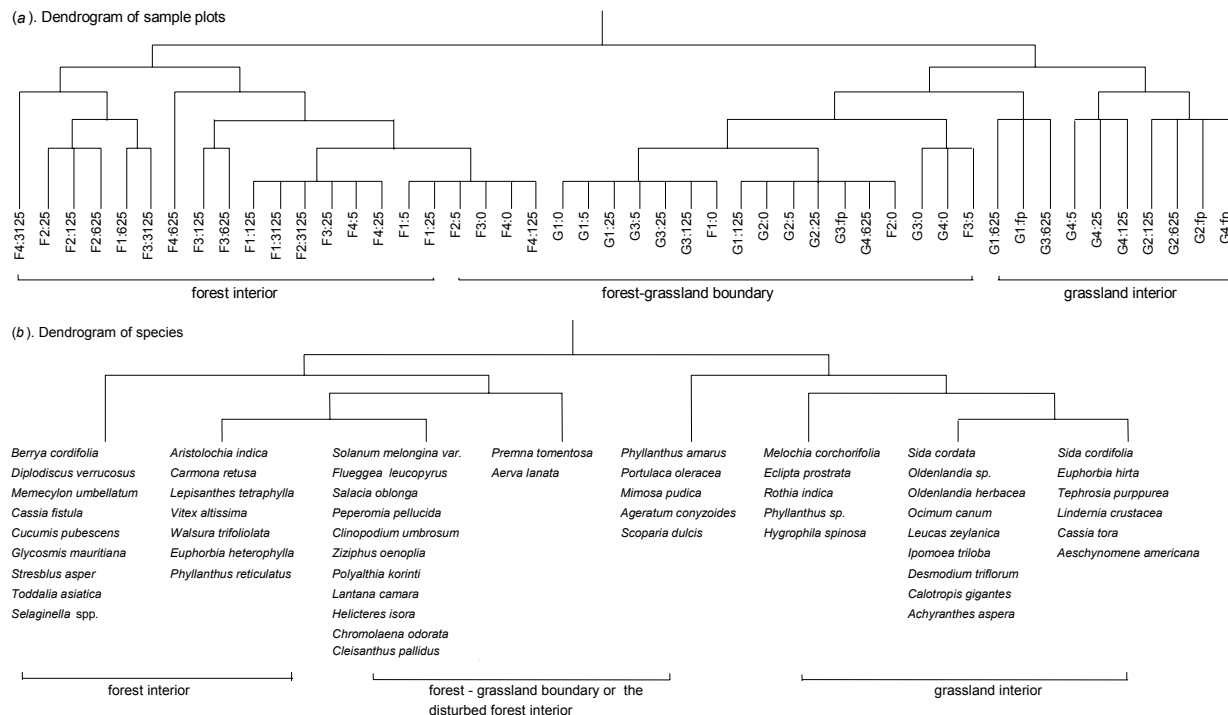 (a). Dendrogram of sample plots
F4:3125
F2:25
F2:125
F2:625
F1:625
F3:3125
F4:625
F3:125
F3:625
F1:125
F1:3125
F2:3125
F3:25
F4:5
F4:25
F1:5
F1:25
F2:5
F3:0
F4:0
F4:125
G1:0
G1:5
G1:25
G3:5
G3:25
G3:125
F1:0
G1:125
G2:0
G2:5
G2:25
G3:fp
G4:625
F2:0
G3:0
G4:0
F3:5
G1:625
G1:fp
G3:625
G4:5
G4:25
G4:125
G2:125
G2:625
G2:fp
G4:fp
forest interior
forest-grassland boundary
grassland interior
(b). Dendrogram of species
Berrya cordifolia
Diplodiscus verrucosus
Memecylon umbellatum
Cassia fistula
Cucumis pubescens
Glycosmis mauritiana
Stresblus asper
Toddalia asiatica
Selaginella spp.
Aristolochia indica
Carmona retusa
Lepisanthes tetraphylla
Vitex altissima
Walsura trifoliolata
Euphorbia heterophylla
Phyllanthus reticulatus
Solanum melongina var.
Flueggea leucopyrus
Salacia oblonga
Peperomia pellucida
Clinopodium umbrosum
Ziziphus oenoplia
Polyalthia korinti
Lantana camara
Helicteres isora
Chromolaena odorata
Cleisanthus pallidus
Premna tomentosa
Aerva lanata
Phyllanthus amarus
Portulaca oleracea
Mimosa pudica
Ageratum conyzoides
Scoparia dulcis
Melochia corchorifolia
Eclipta prostrata
Rothia indica
Phyllanthus sp.
Hygrophila spinosa
Sida cordata
Oldenlandia sp.
Oldenlandia herbacea
Ocimum canum
Leucas zeylanica
Ipomoea triloba
Desmodium triflorum
Calotropis gigantes
Achyranthes aspera
Sida cordifolia
Euphorbia hirta
Tephrosia purppurea
Lindernia crustacea
Cassia tora
Aeschynomene americana
forest interior
forest - grassland boundary or the
disturbed forest interior
grassland interior